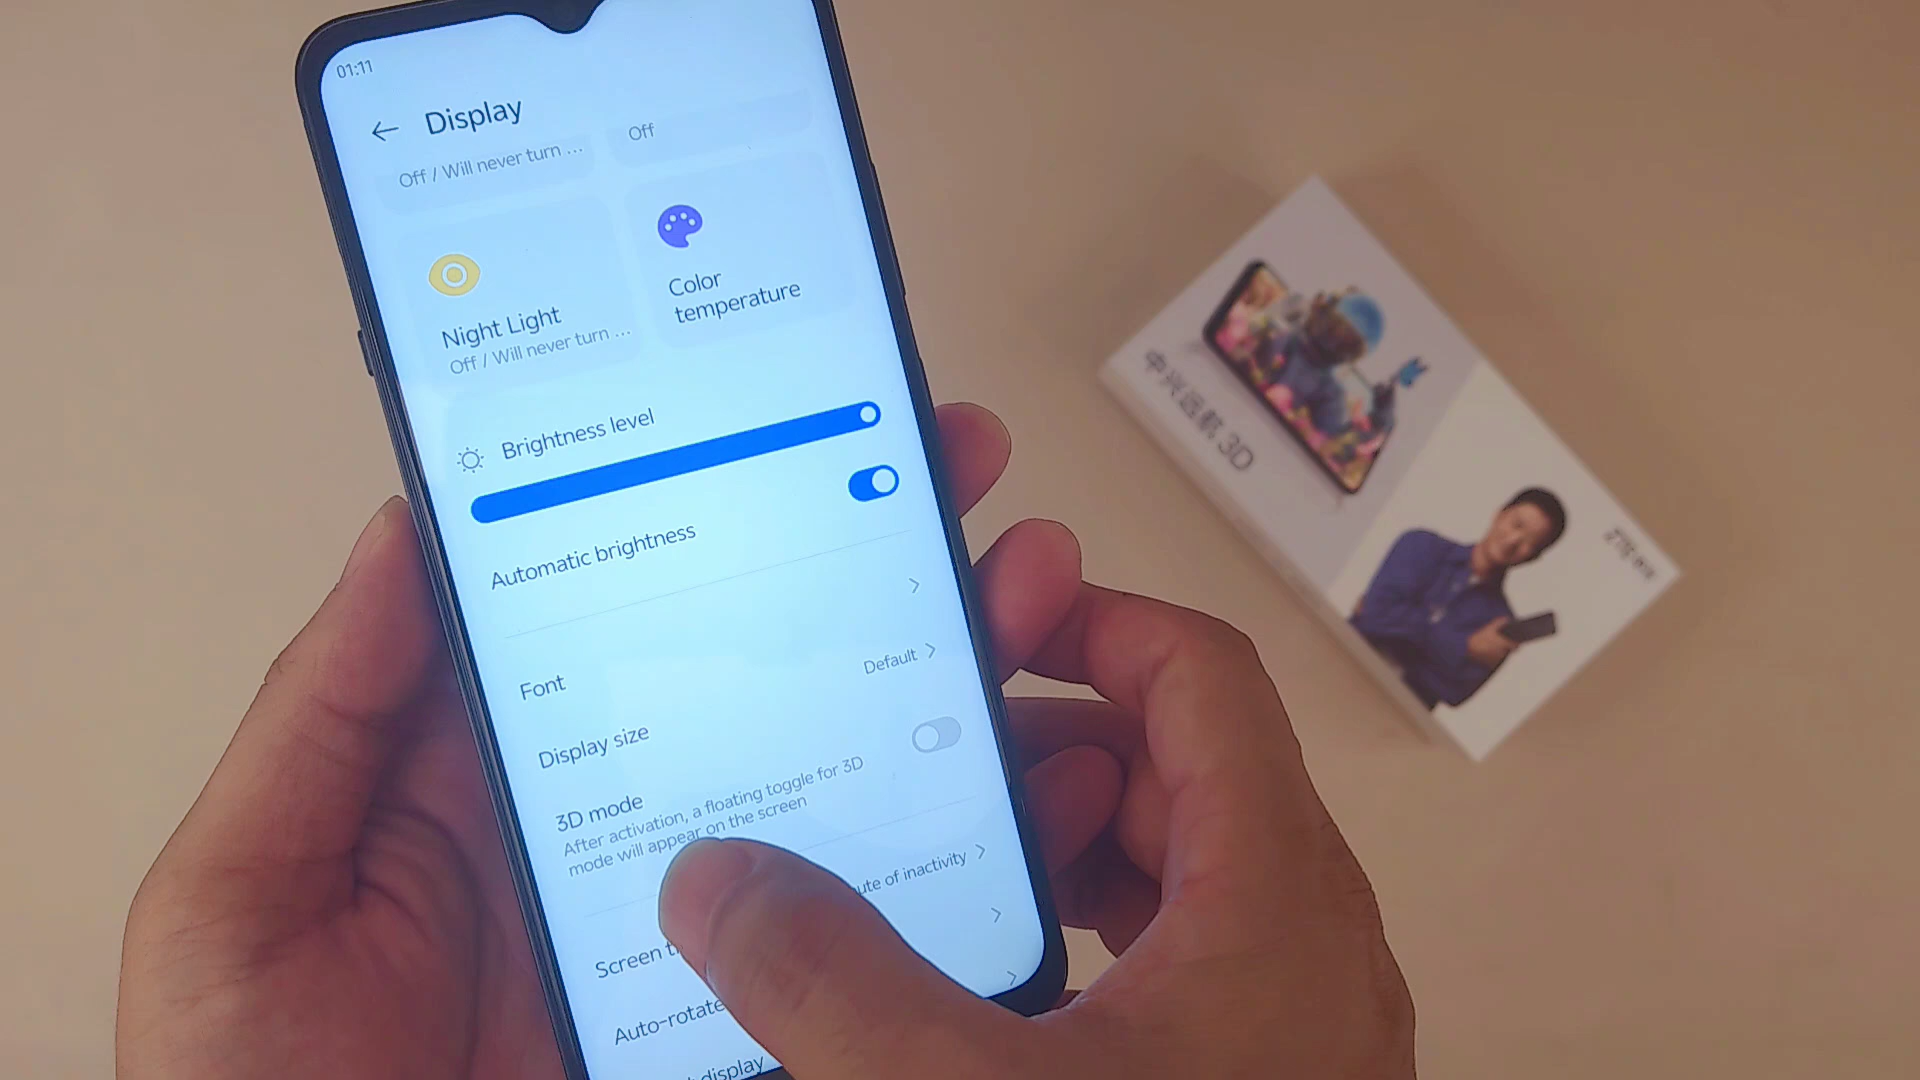 01:11
Display
Off / Will never turn ...
Off
Night Light
Off / Will never turn ...
Color
temperature
Brightness level
Automatic brightness
Font
Default
Display size
3D mode
After activation, a floating toggle for 3D
mode will appear on the screen
of inactivity
Screen
Auto-rotate
display
中兴远航 3D